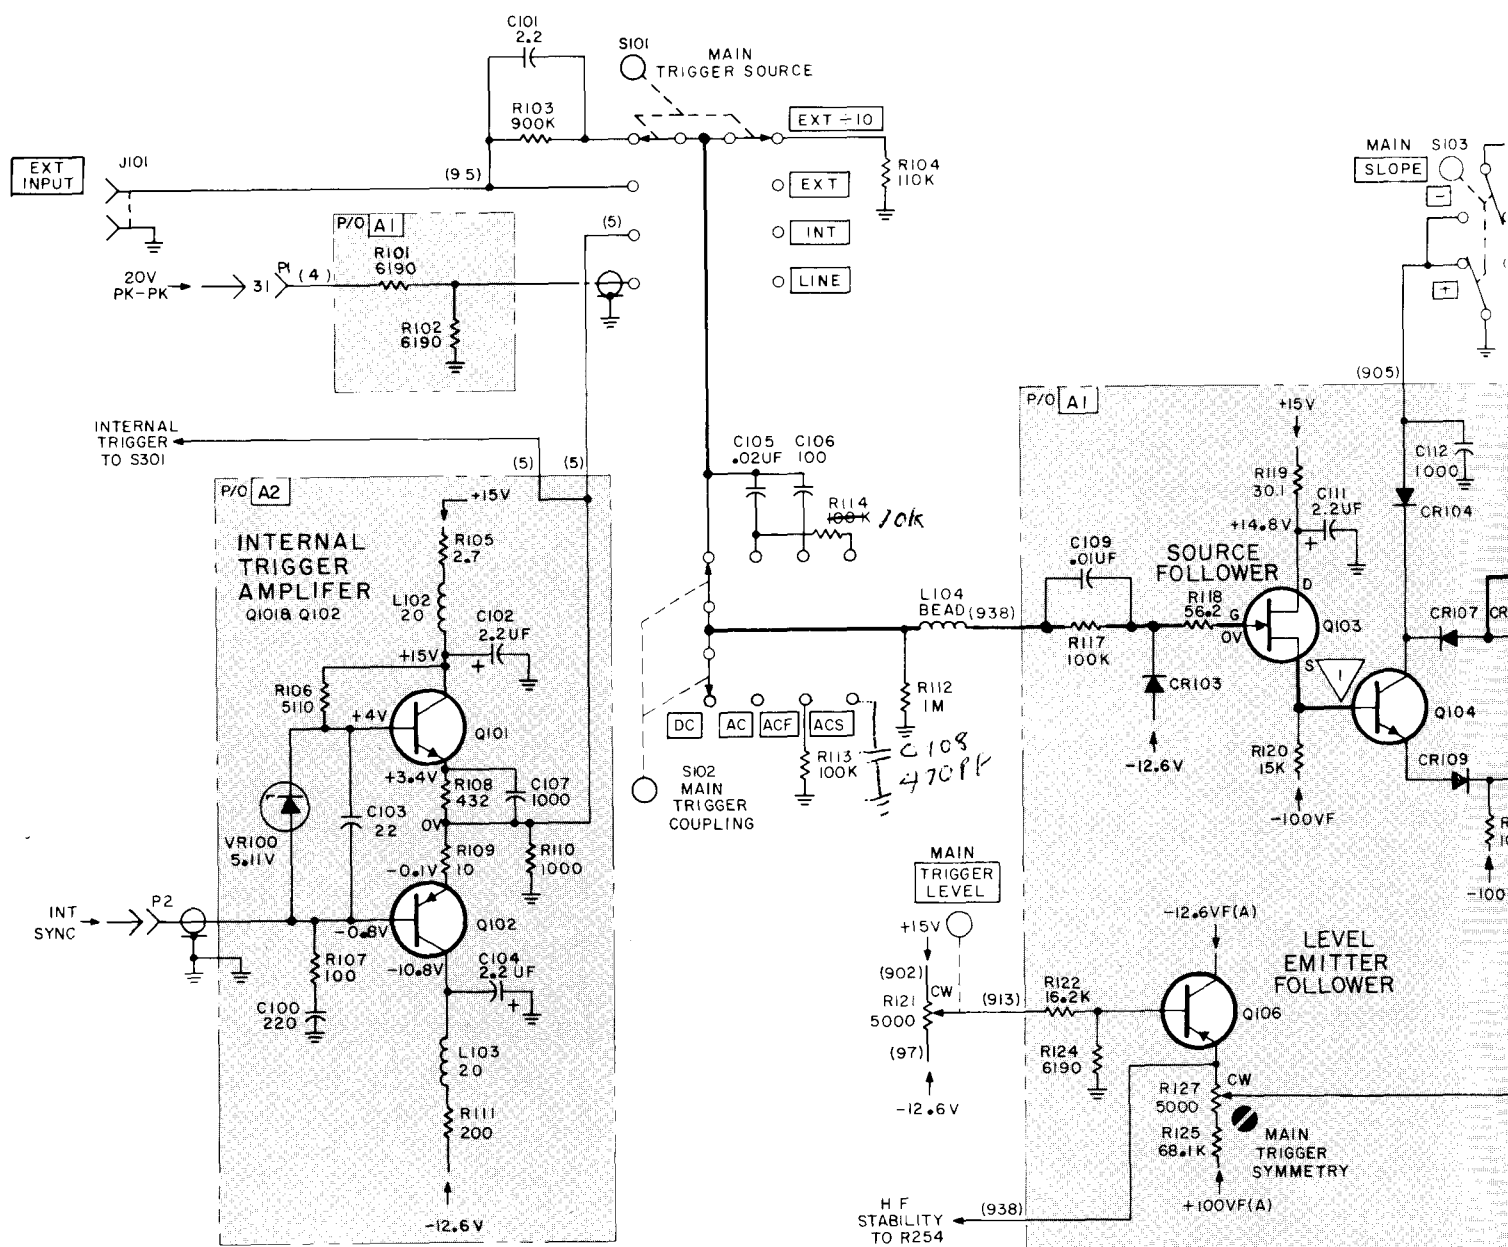 C101
2.2
S101
MAIN
TRIGGER SOURCE
R103
900K
EXT ÷10
R104
110K
EXT
INPUT
J101
(95)
EXT
INT
LINE
MAIN
SLOPE
S103
-
+
P/O A1
R101
6190
(5)
20V
PK-PK
31
P1
(4)
R102
6190
INTERNAL
TRIGGER
TO S301
(5)
(5)
P/O A2
+15V
INTERNAL
TRIGGER
AMPLIFER
Q101& Q102
R105
2.7
L102
20
C102
2.2UF
+
+15V
R106
5110
+4V
Q101
+3.4V
R108
432
C107
1000
C103
22
0V
VR100
5.11V
R109
10
R110
1000
-0.1V
INT
SYNC
P2
-0.8V
Q102
R107
100
-10.8V
C104
2.2UF
+
C100
220
L103
20
R111
200
-12.6V
C105
.02UF
C106
100
R114
100K
10K
L104
BEAD
(938)
DC
AC
ACF
ACS
R112
1M
R113
100K
C108
470PF
S102
MAIN
TRIGGER
COUPLING
(905)
P/O A1
+15V
R119
30.1
C111
2.2UF
+14.8V
+
C112
1000
CR104
C109
.01UF
SOURCE
FOLLOWER
R118
56.2
G
0V
D
Q103
S
1
R117
100K
CR103
-12.6V
CR107
CR
Q104
R120
15K
-100VF
CR109
R
10
-100
MAIN
TRIGGER
LEVEL
+15V
(902)
R121
5000
CW
(97)
-12.6V
(913)
R122
16.2K
R124
6190
-12.6VF(A)
LEVEL
EMITTER
FOLLOWER
Q106
R127
5000
CW
R125
68.1K
MAIN
TRIGGER
SYMMETRY
+100VF(A)
H F
STABILITY
TO R254
(938)